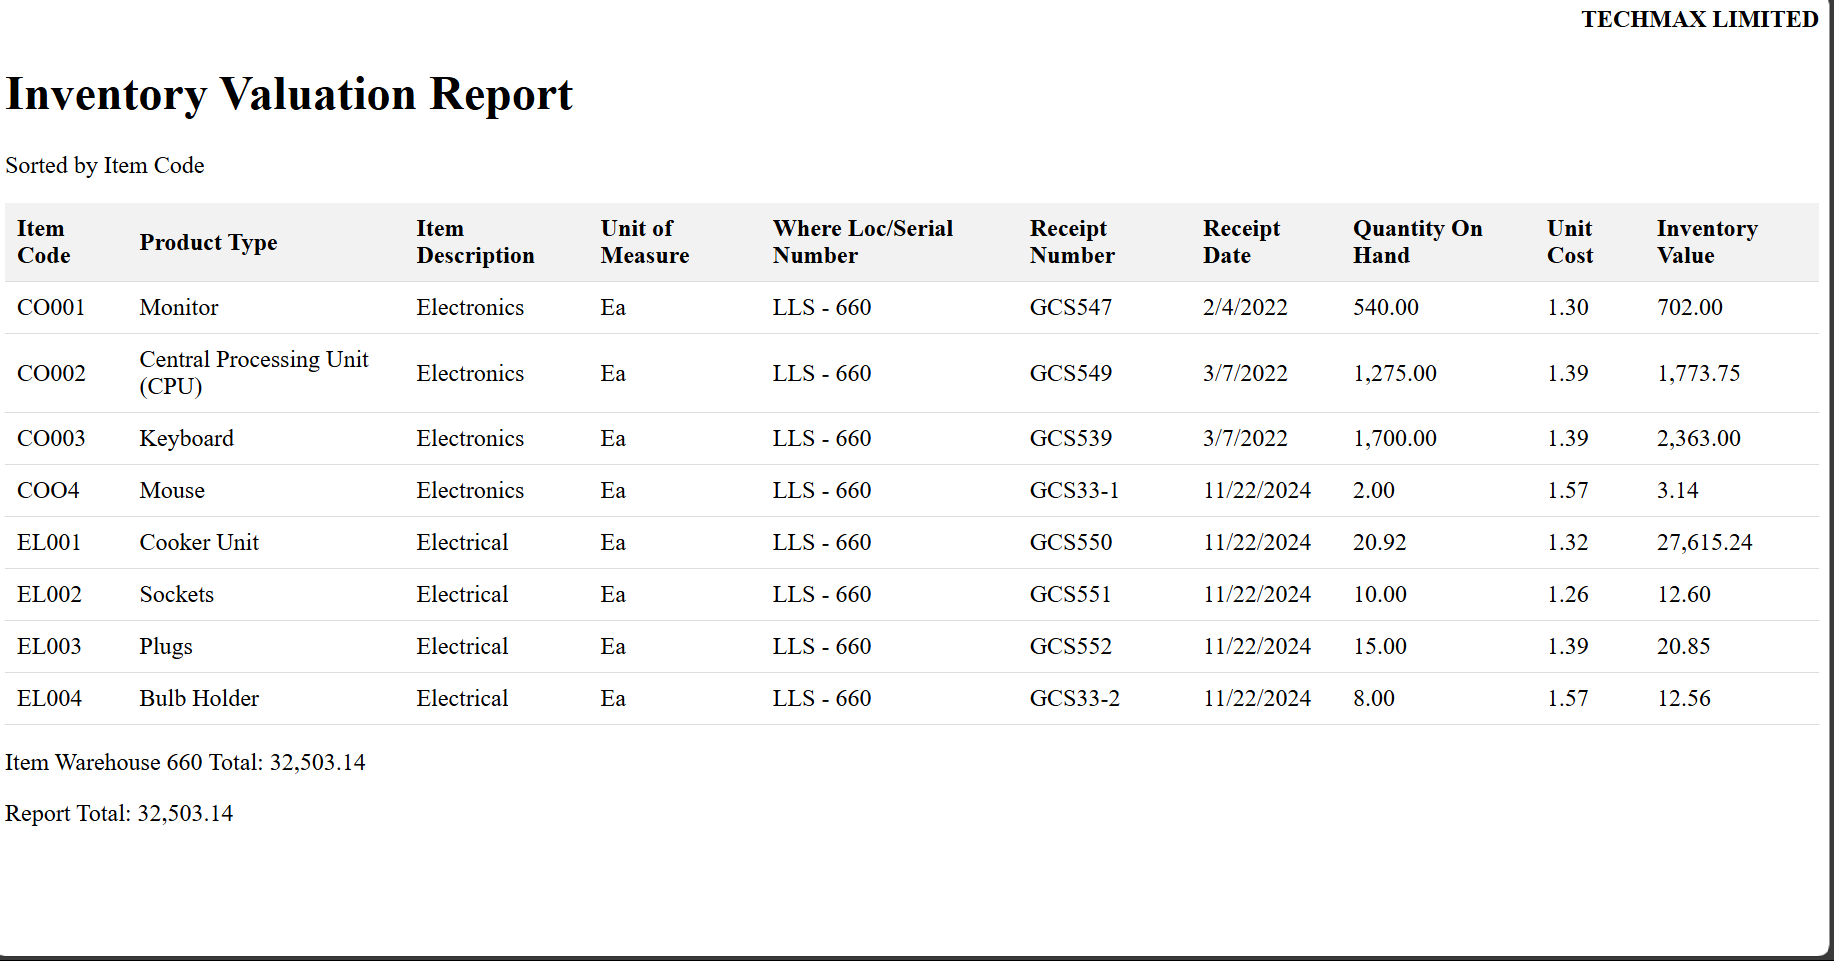 TECHMAX LIMITED
Inventory Valuation Report
Sorted by Item Code
Item Code Product Type Item Description Unit of Measure Where Loc/Serial Number Receipt Number Receipt Date Quantity On Hand Unit Cost Inventory Value
CO001 Monitor Electronics Ea LLS - 660 GCS547 2/4/2022 540.00 1.30 702.00
CO002 Central Processing Unit (CPU) Electronics Ea LLS - 660 GCS549 3/7/2022 1,275.00 1.39 1,773.75
CO003 Keyboard Electronics Ea LLS - 660 GCS539 3/7/2022 1,700.00 1.39 2,363.00
COO4 Mouse Electronics Ea LLS - 660 GCS33-1 11/22/2024 2.00 1.57 3.14
EL001 Cooker Unit Electrical Ea LLS - 660 GCS550 11/22/2024 20.92 1.32 27,615.24
EL002 Sockets Electrical Ea LLS - 660 GCS551 11/22/2024 10.00 1.26 12.60
EL003 Plugs Electrical Ea LLS - 660 GCS552 11/22/2024 15.00 1.39 20.85
EL004 Bulb Holder Electrical Ea LLS - 660 GCS33-2 11/22/2024 8.00 1.57 12.56
Item Warehouse 660 Total: 32,503.14
Report Total: 32,503.14